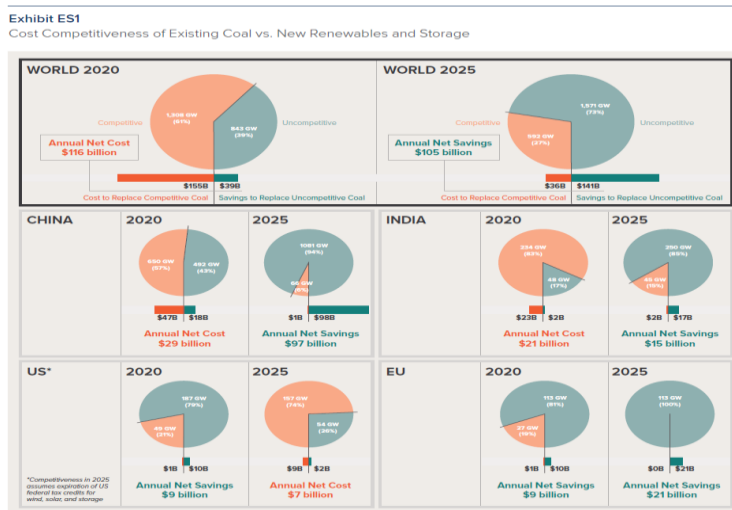 Exhibit ES1
Cost Competitiveness of Existing Coal vs. New Renewables and Storage
WORLD 2020
Competitive
GW
(61%)
843 GW
(39%)
Uncompetitive
Annual Net Cost
$116 billion
$155B $39B
Cost to Replace Competitive Coal Savings to Replace Uncompetitive Coal
WORLD 2025
Competitive
1,571 GW
(73%)
593 GW
(27%)
Uncompetitive
Annual Net Savings
$105 billion
$36B $141B
Cost to Replace Competitive Coal Savings to Replace Uncompetitive Coal
CHINA
2020
650 GW
(57%)
492 GW
(43%)
$47B $18B
Annual Net Cost
$29 billion
2025
1081 GW
(94%)
GW
$1B $98B
Annual Net Savings
$97 billion
INDIA
2020
234 GW
(83%)
48 GW
(17%)
$23B $2B
Annual Net Cost
$21 billion
2025
250 GW
(85%)
GW
(15%)
$2B $17B
Annual Net Savings
$15 billion
US*
*Competitiveness in 2025
assumes expiration of US
federal tax credits for
wind, solar, and storage
2020
187 GW
(79%)
49 GW
(21%)
$1B $10B
Annual Net Savings
$9 billion
2025
157 GW
(74%)
54 GW
(26%)
$9B $2B
Annual Net Cost
$7 billion
EU
2020
113 GW
(81%)
27 GW
(19%)
$1B $10B
Annual Net Savings
$9 billion
2025
113 GW
(100%)
$0B $21B
Annual Net Savings
$21 billion